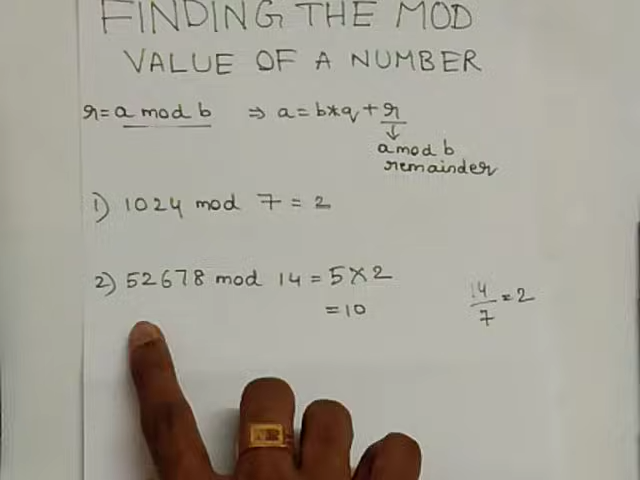 FINDING THE MOD
VALUE OF A NUMBER
r = a mod b ⇒ a = b*q + r
↓
a mod b
remainder
1) 1024 mod 7 = 2
2) 52678 mod 14 = 5×2
= 10
14/7 = 2